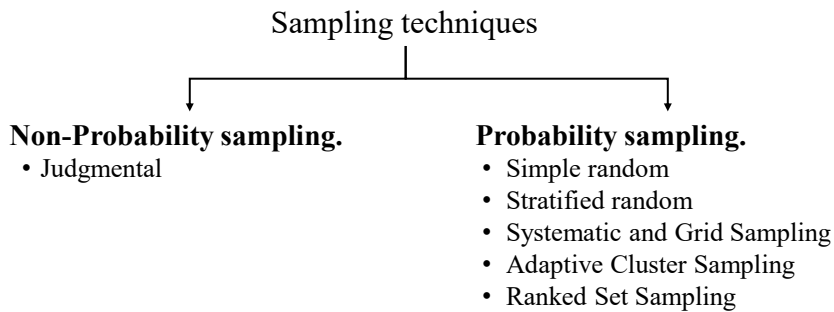 Sampling techniques
Non-Probability sampling.
• Judgmental
Probability sampling.
• Simple random
• Stratified random
• Systematic and Grid Sampling
• Adaptive Cluster Sampling
• Ranked Set Sampling